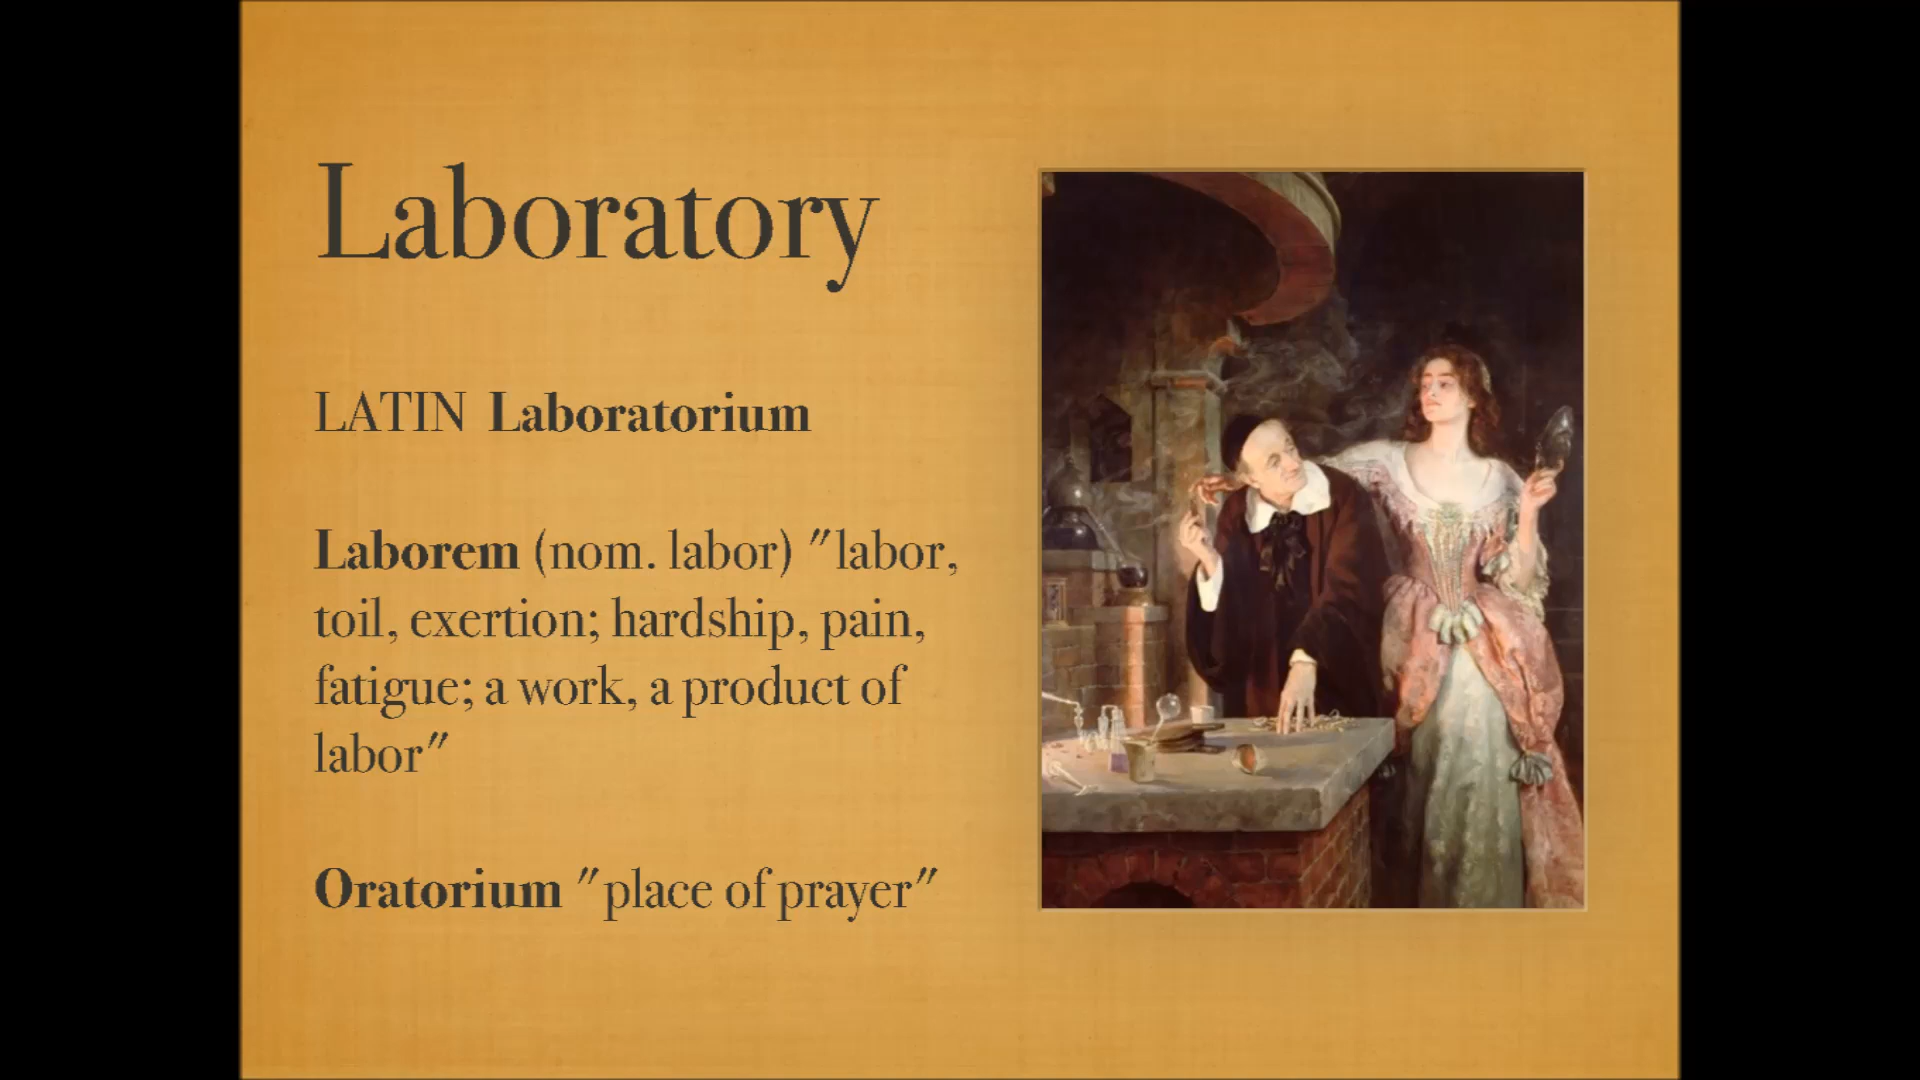 Laboratory
LATIN Laboratorium
Laborem (nom. labor) "labor,
toil, exertion; hardship, pain,
fatigue; a work, a product of
labor"
Oratorium "place of prayer"